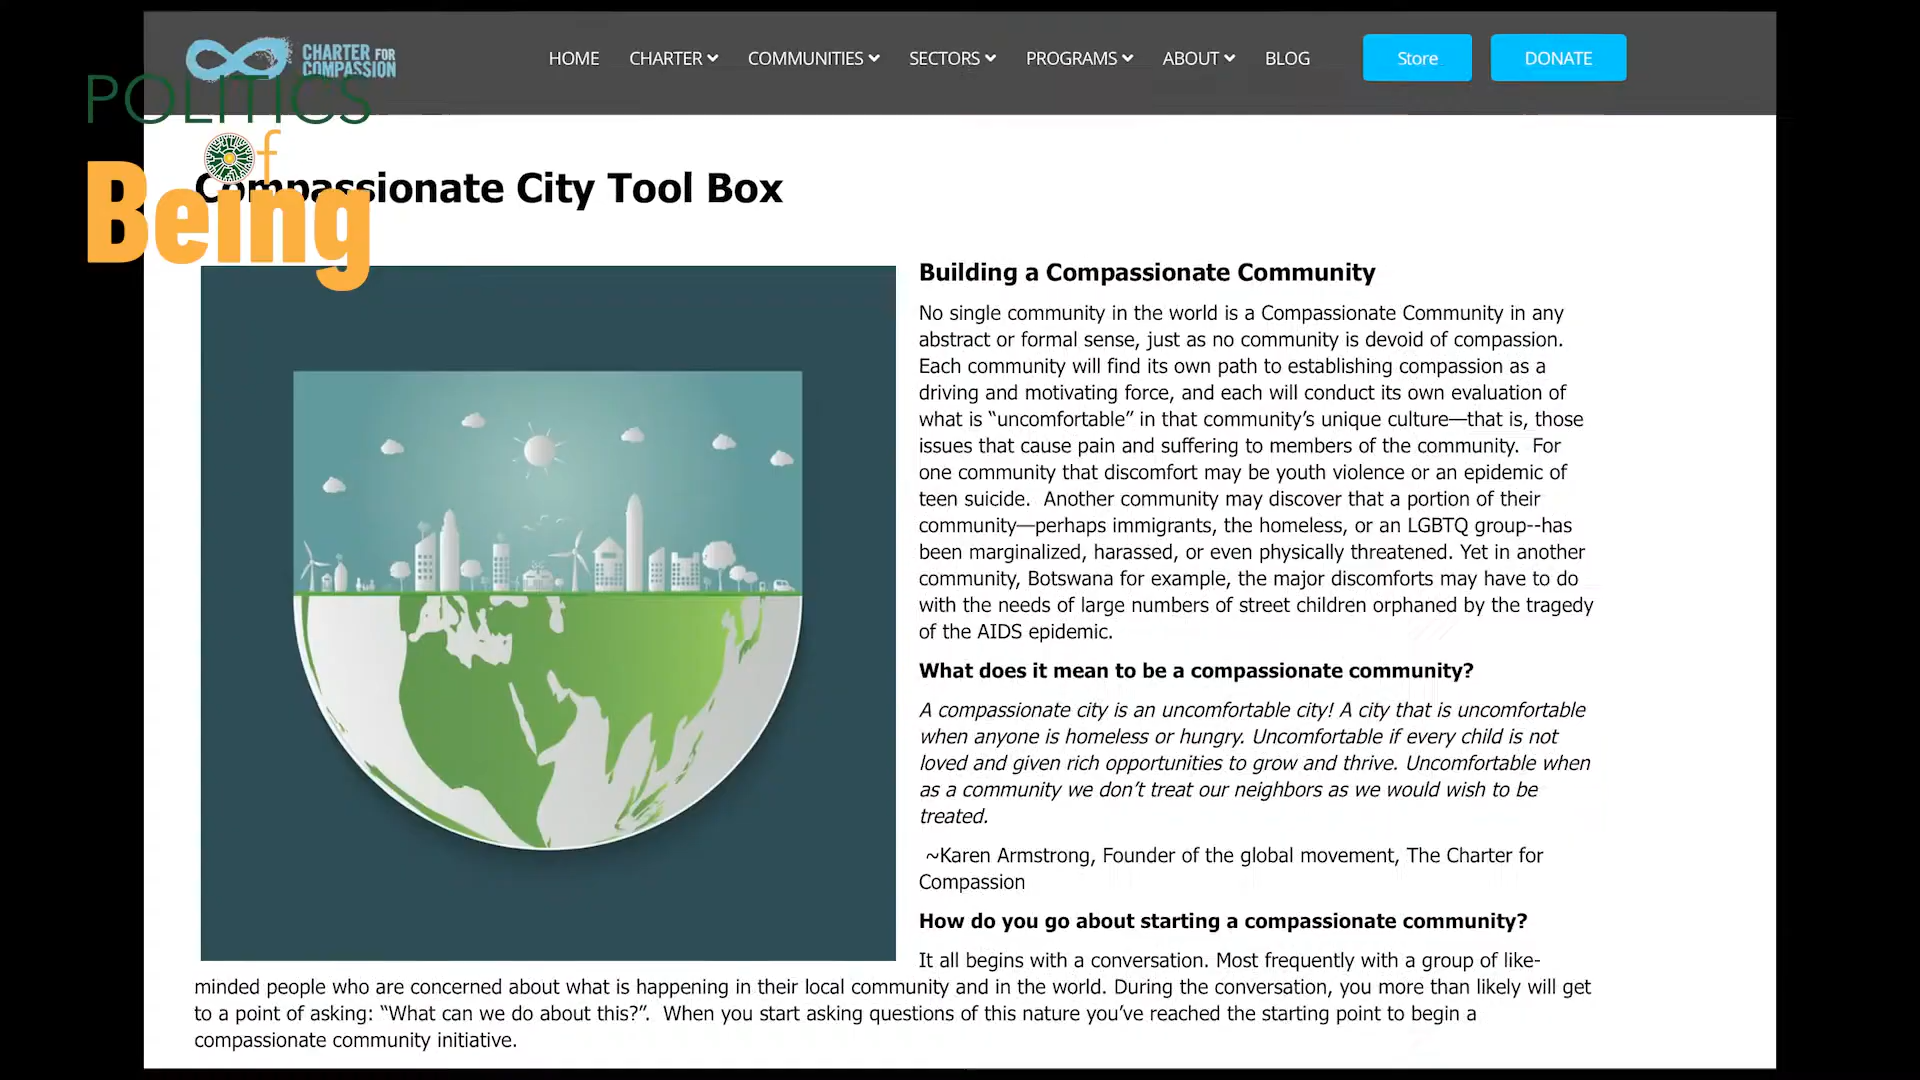 CHARTER FOR
COMPASSION
HOME CHARTER COMMUNITIES SECTORS PROGRAMS ABOUT BLOG Store DONATE
POLITICS
of
Being
Compassionate City Tool Box
Building a Compassionate Community
No single community in the world is a Compassionate Community in any
abstract or formal sense, just as no community is devoid of compassion.
Each community will find its own path to establishing compassion as a
driving and motivating force, and each will conduct its own evaluation of
what is “uncomfortable” in that community’s unique culture—that is, those
issues that cause pain and suffering to members of the community.  For
one community that discomfort may be youth violence or an epidemic of
teen suicide.  Another community may discover that a portion of their
community—perhaps immigrants, the homeless, or an LGBTQ group--has
been marginalized, harassed, or even physically threatened. Yet in another
community, Botswana for example, the major discomforts may have to do
with the needs of large numbers of street children orphaned by the tragedy
of the AIDS epidemic.
What does it mean to be a compassionate community?
A compassionate city is an uncomfortable city! A city that is uncomfortable
when anyone is homeless or hungry. Uncomfortable if every child is not
loved and given rich opportunities to grow and thrive. Uncomfortable when
as a community we don’t treat our neighbors as we would wish to be
treated.
~Karen Armstrong, Founder of the global movement, The Charter for
Compassion
How do you go about starting a compassionate community?
It all begins with a conversation. Most frequently with a group of like-
minded people who are concerned about what is happening in their local community and in the world. During the conversation, you more than likely will get
to a point of asking: “What can we do about this?”.  When you start asking questions of this nature you’ve reached the starting point to begin a
compassionate community initiative.